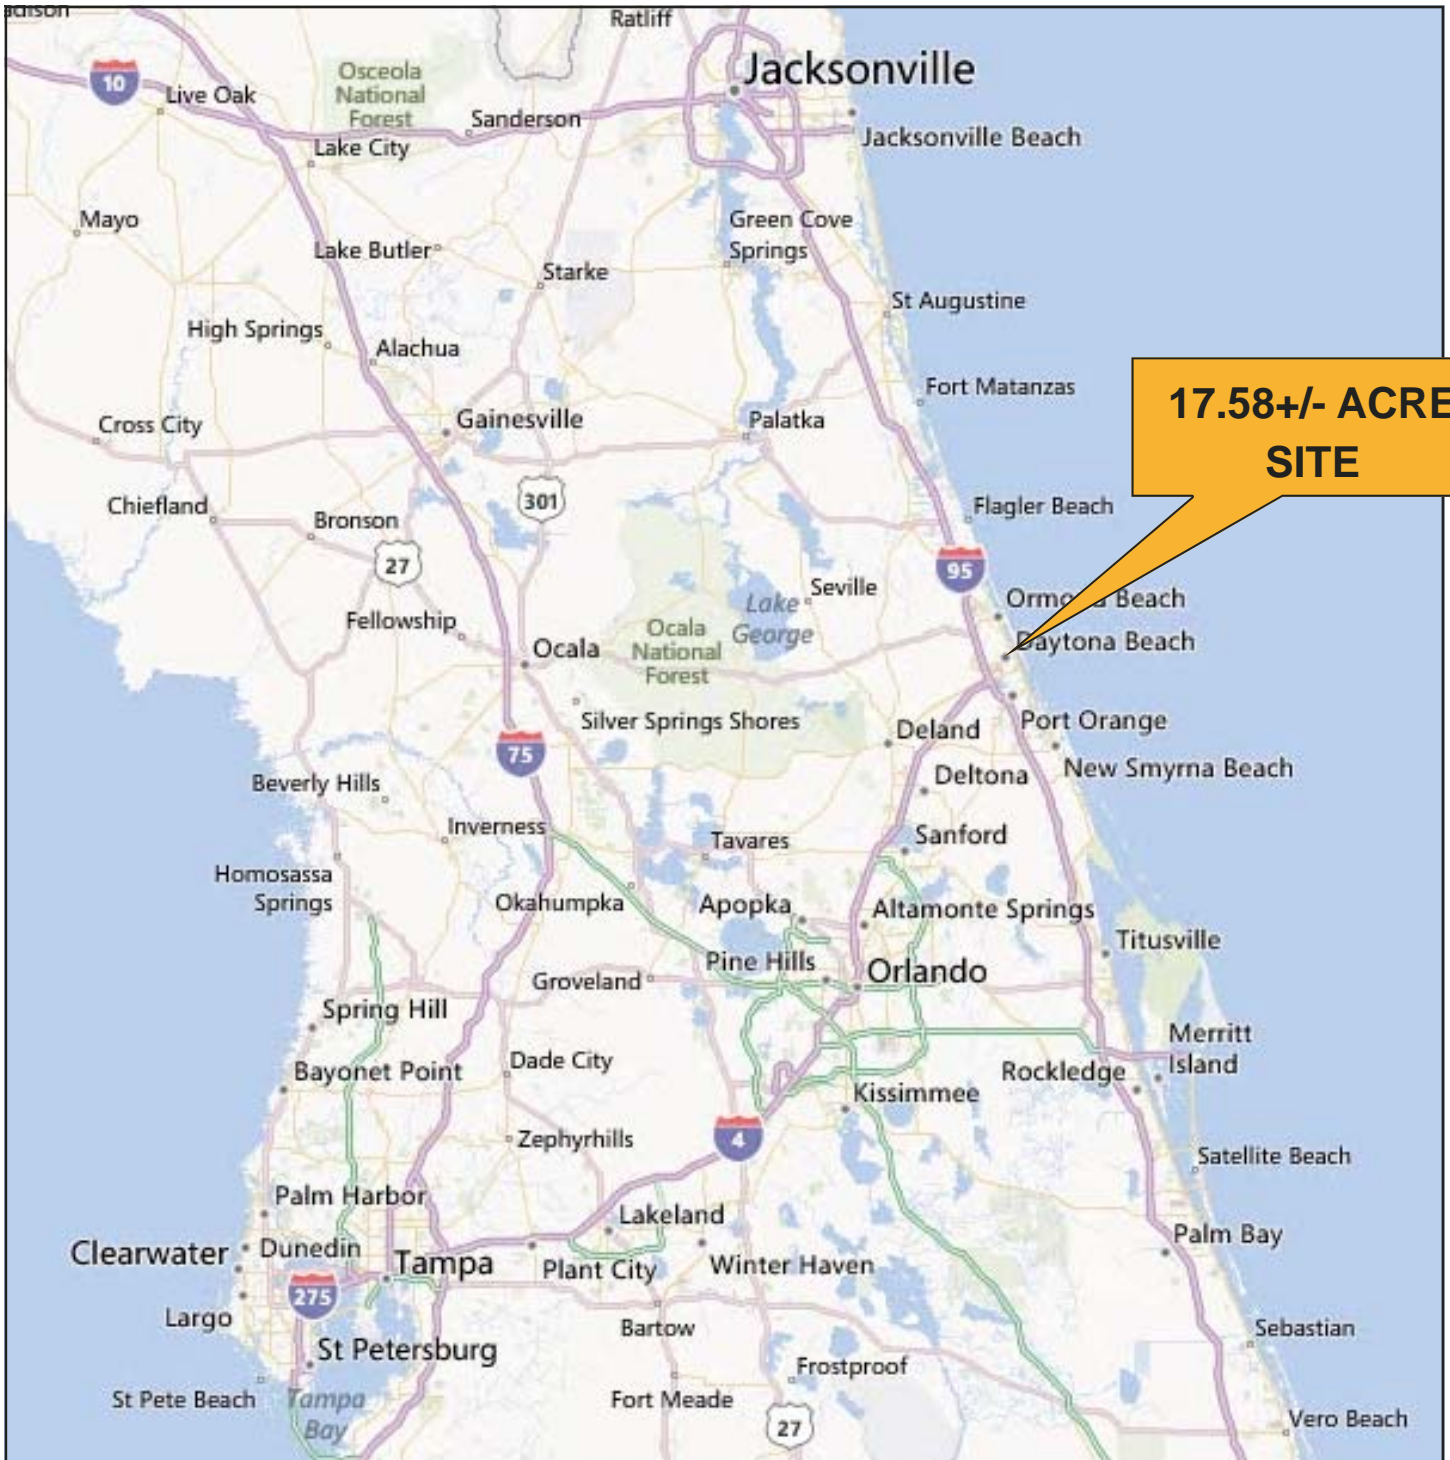 Ratliff
Jacksonville
10
Osceola
National
Forest
Live Oak
Sanderson
Jacksonville Beach
Lake City
Mayo
Green Cove
Springs
Lake Butler
Starke
St Augustine
High Springs
Alachua
Fort Matanzas
17.58+/- ACRE
SITE
Cross City
Gainesville
Palatka
301
Chiefland
Bronson
Flagler Beach
27
95
Seville
Lake
George
Ormond Beach
Fellowship
Ocala
Ocala
National
Forest
Daytona Beach
Silver Springs Shores
Port Orange
Deland
75
New Smyrna Beach
Deltona
Beverly Hills
Inverness
Tavares
Sanford
Homosassa
Springs
Okahumpka
Apopka
Altamonte Springs
Titusville
Pine Hills
Orlando
Groveland
Spring Hill
Merritt
Island
Dade City
Bayonet Point
Rockledge
Kissimmee
4
Zephyrhills
Satellite Beach
Palm Harbor
Lakeland
Palm Bay
Clearwater
Dunedin
Tampa
Plant City
Winter Haven
275
Largo
Bartow
Sebastian
St Petersburg
Frostproof
St Pete Beach
Tampa
Bay
Fort Meade
27
Vero Beach